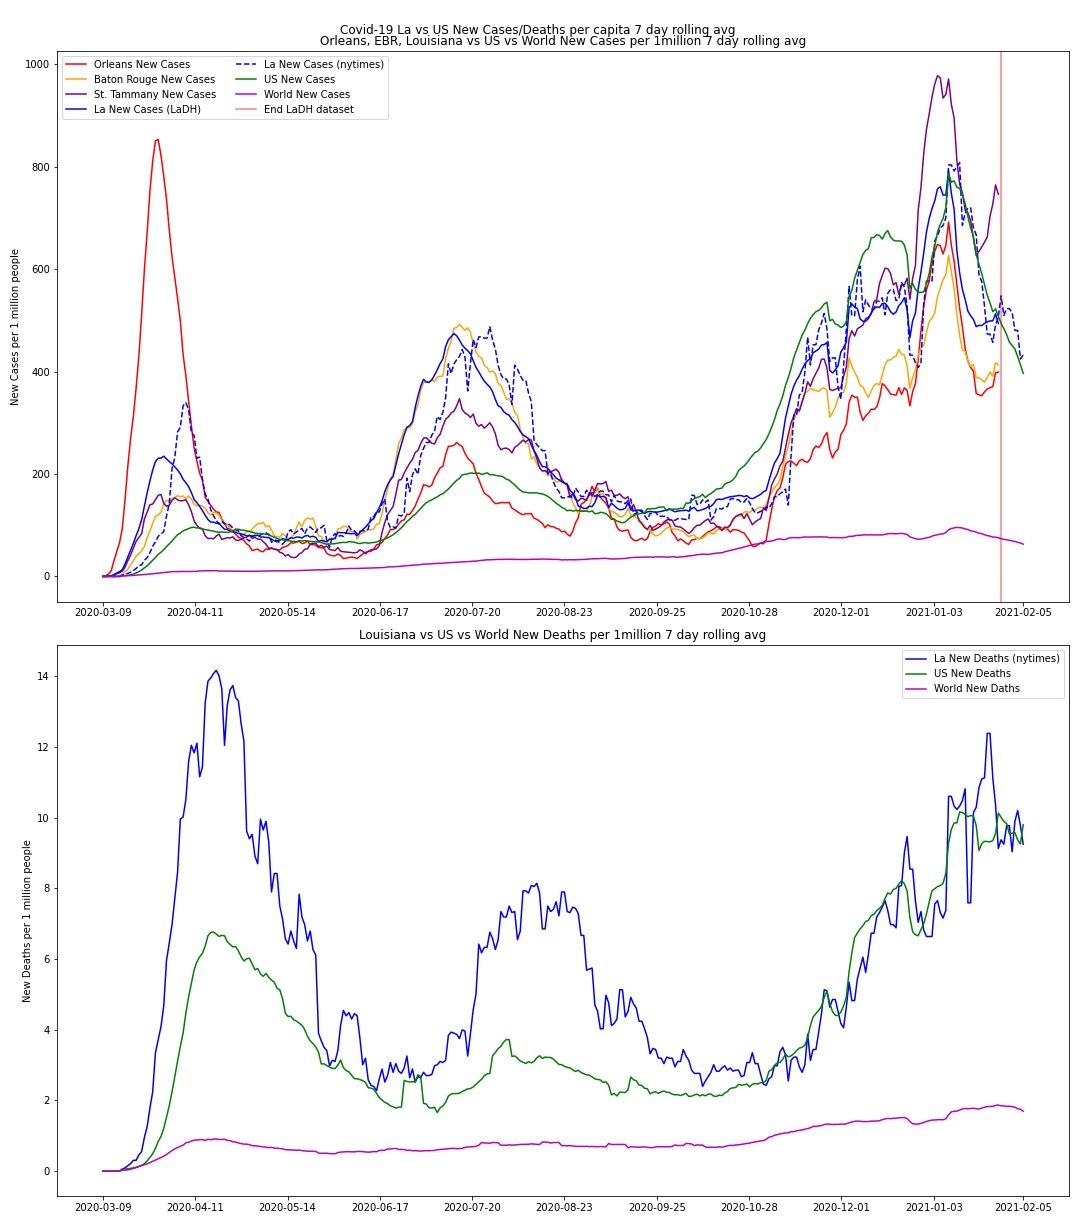 Covid-19 La vs US New Cases/Deaths per capita 7 day rolling avg
Orleans, EBR, Louisiana vs US vs World New Cases per 1million 7 day rolling avg
Orleans New Cases
Baton Rouge New Cases
St. Tammany New Cases
La New Cases (LaDH)
La New Cases (nytimes)
US New Cases
World New Cases
End LaDH dataset
New Cases per 1 million people
1000
800
600
400
200
0
2020-03-09 2020-04-11 2020-05-14 2020-06-17 2020-07-20 2020-08-23 2020-09-25 2020-10-28 2020-12-01 2021-01-03 2021-02-05
Louisiana vs US vs World New Deaths per 1million 7 day rolling avg
La New Deaths (nytimes)
US New Deaths
World New Daths
New Deaths per 1 million people
14
12
10
8
6
4
2
0
2020-03-09 2020-04-11 2020-05-14 2020-06-17 2020-07-20 2020-08-23 2020-09-25 2020-10-28 2020-12-01 2021-01-03 2021-02-05